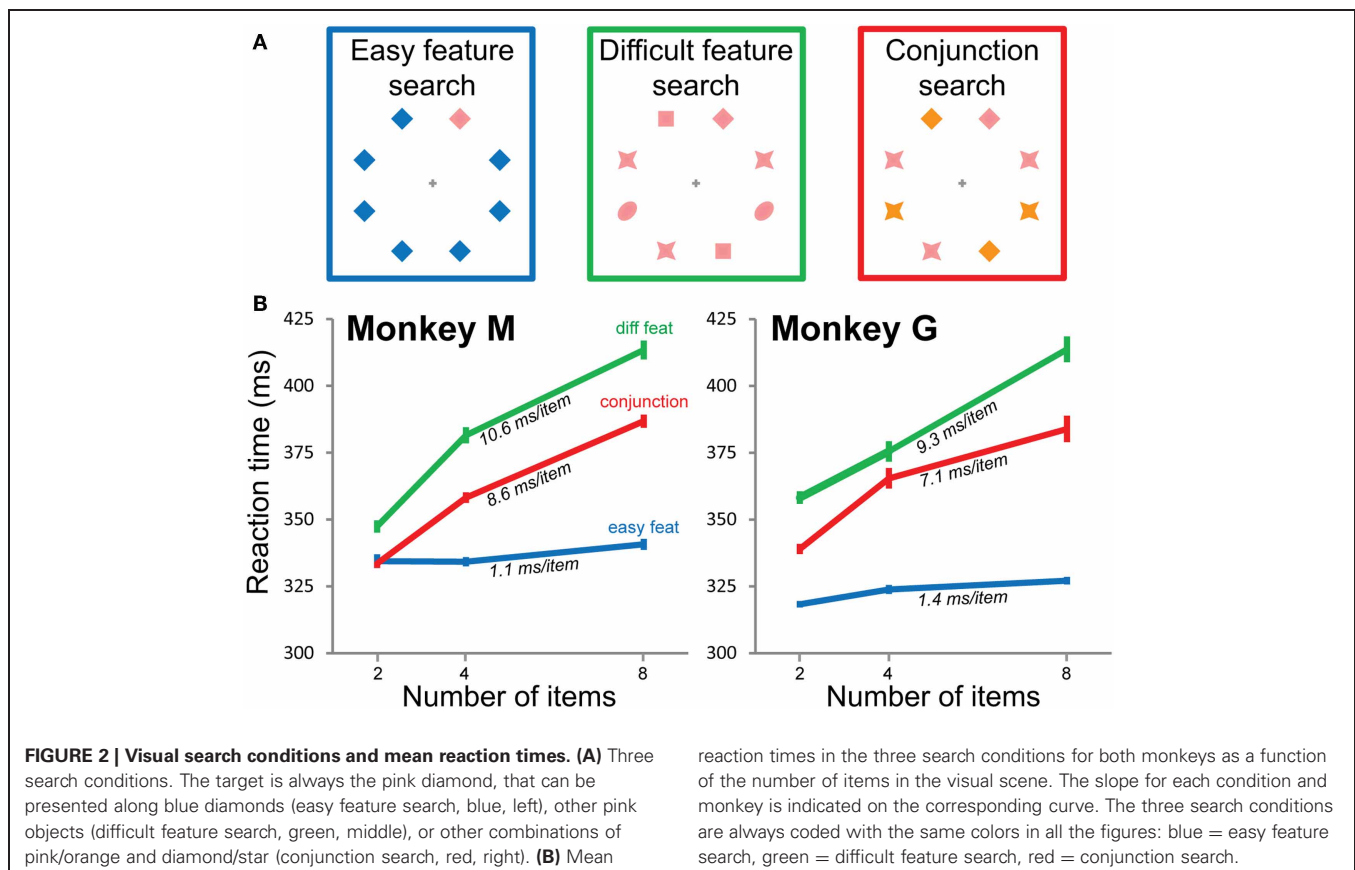 A
Easy feature
search
Difficult feature
search
Conjunction
search
B
Monkey M
Reaction time (ms)
425
400
375
350
325
300
diff feat
10.6 ms/item
conjunction
8.6 ms/item
easy feat
1.1 ms/item
2
4
8
Number of items
Monkey G
425
400
375
350
325
300
9.3 ms/item
7.1 ms/item
1.4 ms/item
2
4
8
Number of items
FIGURE 2 | Visual search conditions and mean reaction times. (A) Three
search conditions. The target is always the pink diamond, that can be
presented along blue diamonds (easy feature search, blue, left), other pink
objects (difficult feature search, green, middle), or other combinations of
pink/orange and diamond/star (conjunction search, red, right). (B) Mean
reaction times in the three search conditions for both monkeys as a function
of the number of items in the visual scene. The slope for each condition and
monkey is indicated on the corresponding curve. The three search conditions
are always coded with the same colors in all the figures: blue = easy feature
search, green = difficult feature search, red = conjunction search.